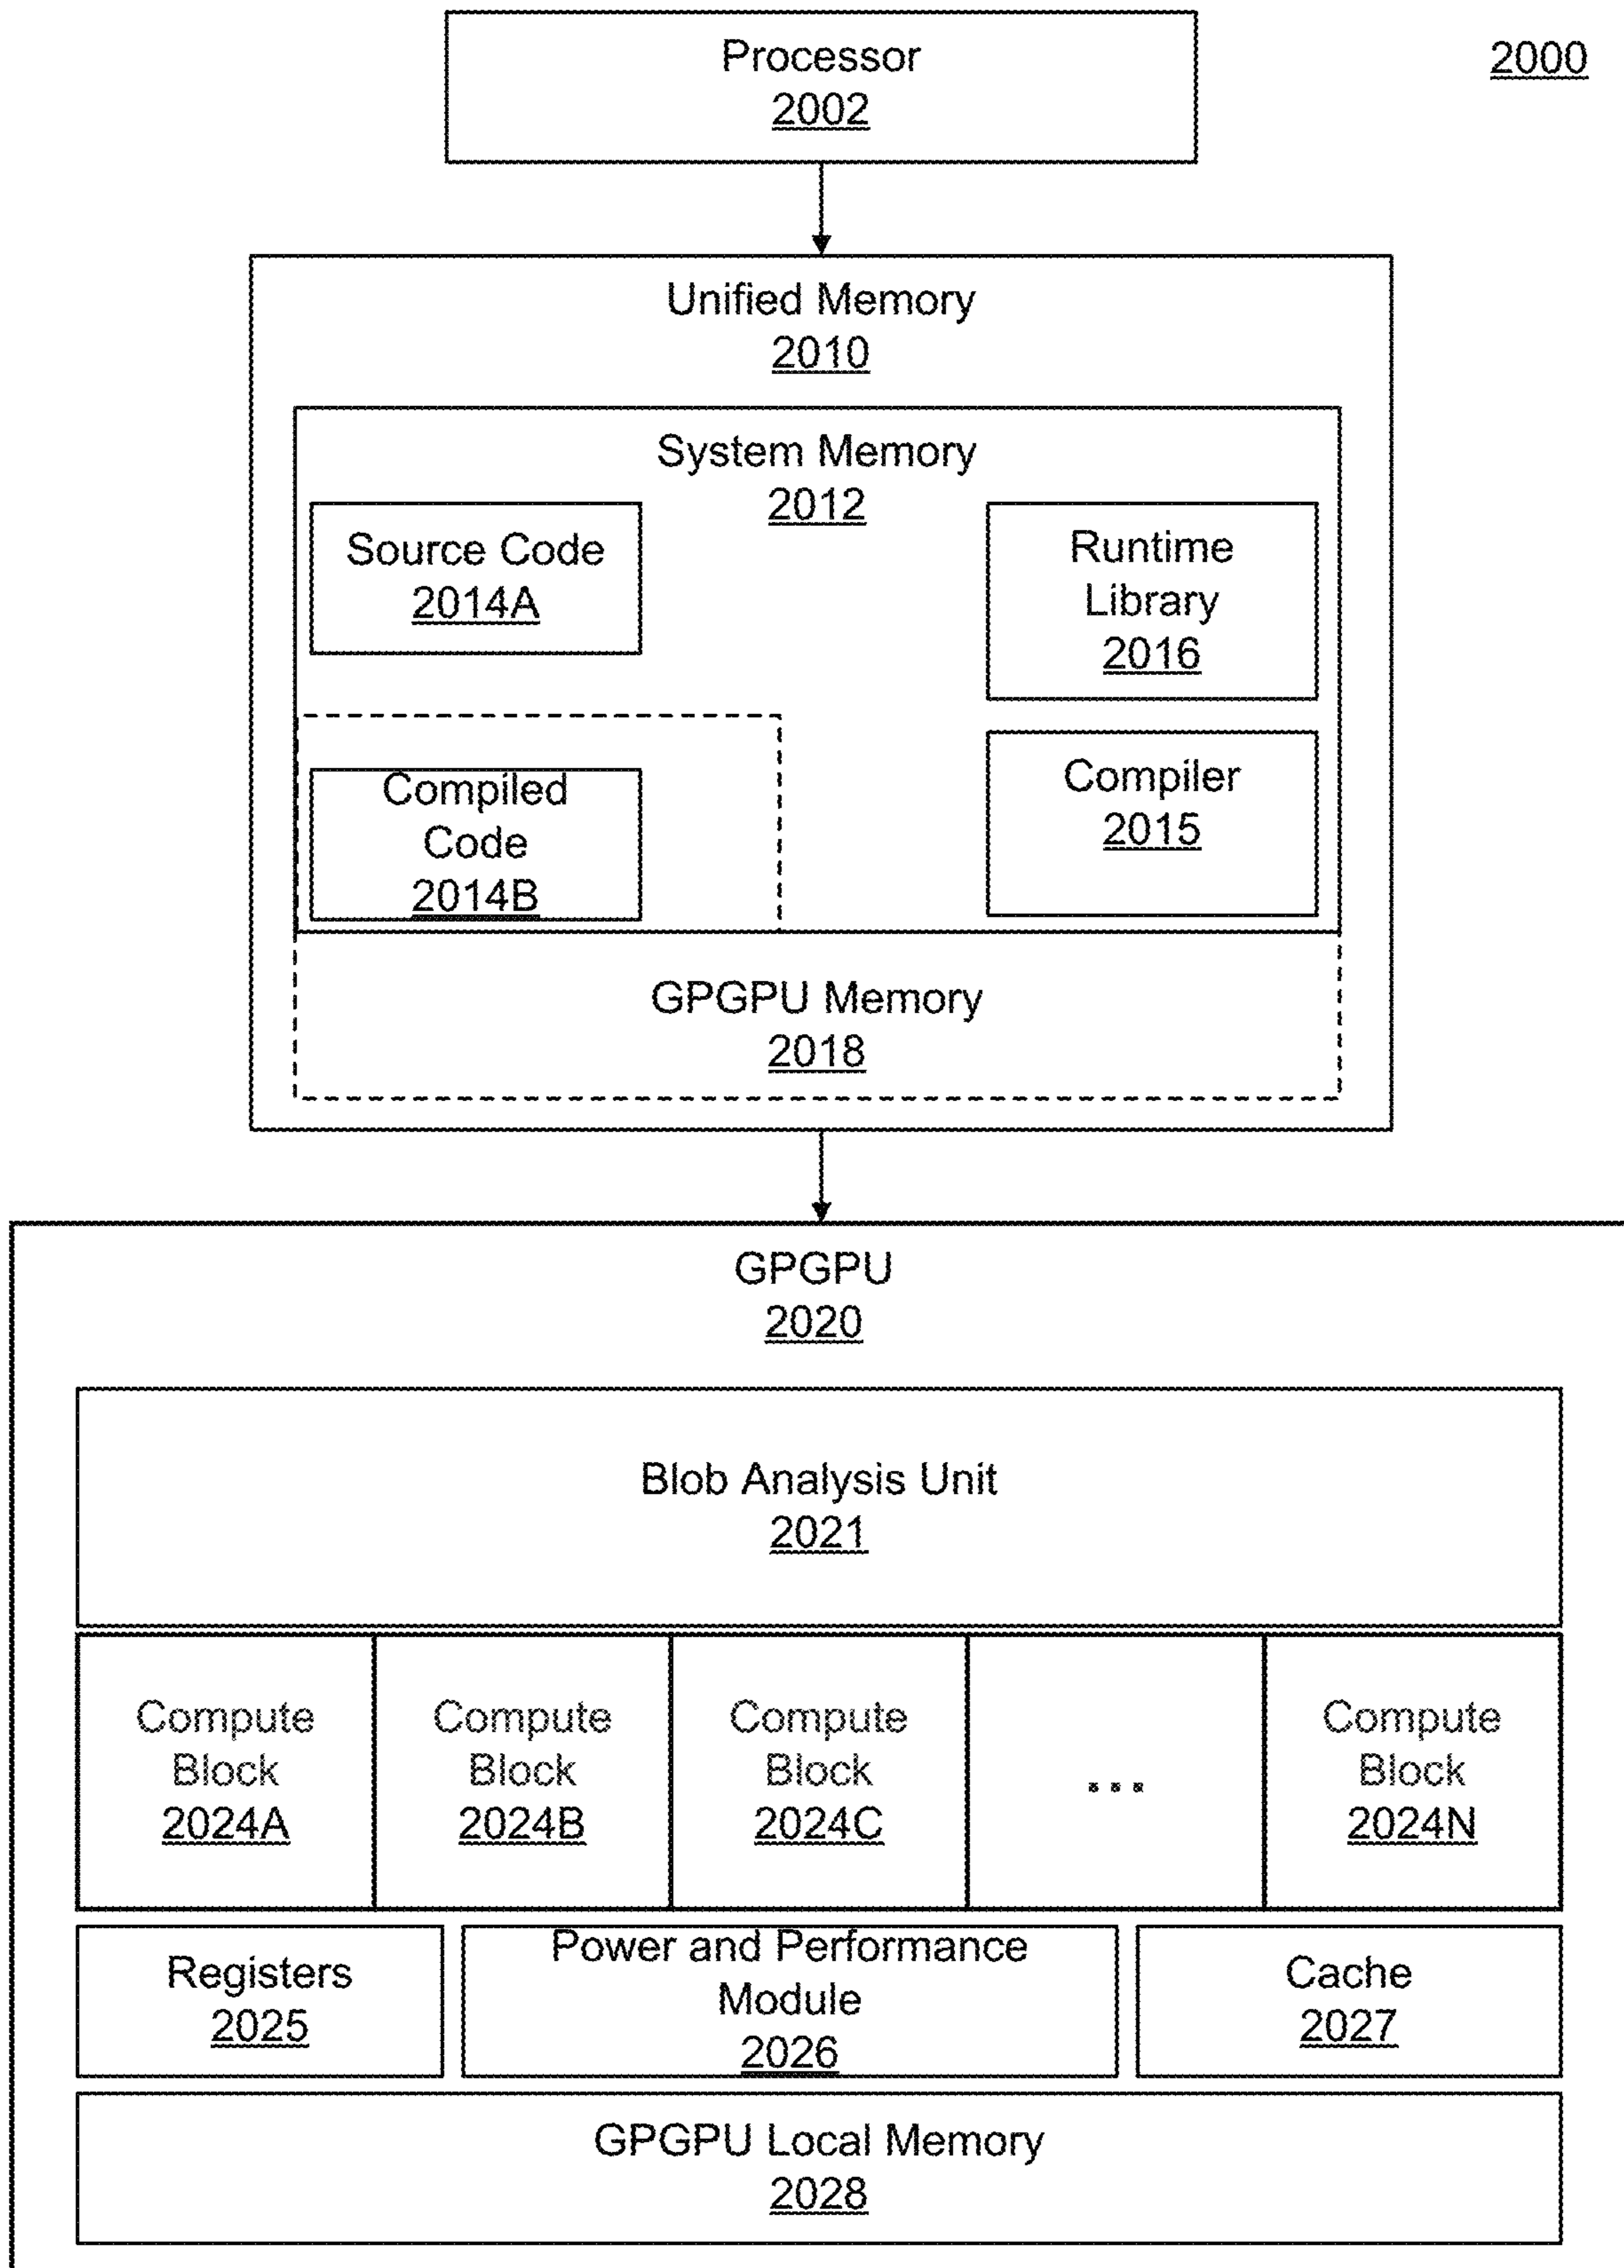 Processor
2002
2000
Unified Memory
2010
System Memory
2012
Source Code
2014A
Runtime
Library
2016
Compiled
Code
2014B
Compiler
2015
GPGPU Memory
2018
GPGPU
2020
Blob Analysis Unit
2021
Compute
Block
2024A
Compute
Block
2024B
Compute
Block
2024C
...
Compute
Block
2024N
Registers
2025
Power and Performance
Module
2026
Cache
2027
GPGPU Local Memory
2028